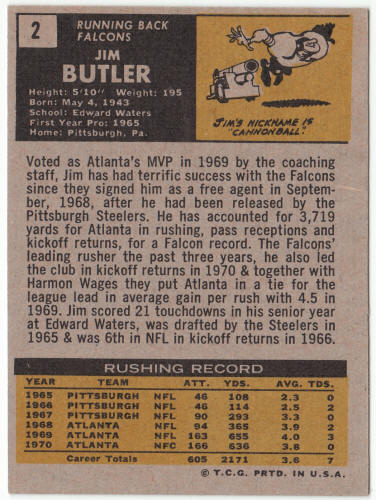 2
RUNNING BACK
FALCONS
JIM
BUTLER
Height: 5'10" Weight: 195
Born: May 4, 1943
School: Edward Waters
First Year Pro: 1965
Home: Pittsburgh, Pa.
JIM'S NICKNAME IS
"CANNONBALL."
Voted as Atlanta's MVP in 1969 by the coaching
staff, Jim has had terrific success with the Falcons
since they signed him as a free agent in Septem-
ber, 1968, after he had been released by the
Pittsburgh Steelers. He has accounted for 3,719
yards for Atlanta in rushing, pass receptions and
kickoff returns, for a Falcon record. The Falcons'
leading rusher the past three years, he also led
the club in kickoff returns in 1970 & together with
Harmon Wages they put Atlanta in a tie for the
league lead in average gain per rush with 4.5 in
1969. Jim scored 21 touchdowns in his senior year
at Edward Waters, was drafted by the Steelers in
1965 & was 6th in NFL in kickoff returns in 1966.
RUSHING RECORD
YEAR TEAM ATT. YDS. AVG. TDS.
1965 PITTSBURGH NFL 46 108 2.3 0
1966 PITTSBURGH NFL 46 114 2.5 2
1967 PITTSBURGH NFL 90 293 3.3 0
1968 ATLANTA NFL 94 365 3.9 2
1969 ATLANTA NFL 163 655 4.0 3
1970 ATLANTA NFC 166 636 3.8 0
Career Totals 605 2171 3.6 7
© T.C.G. PRTD. IN U.S.A.